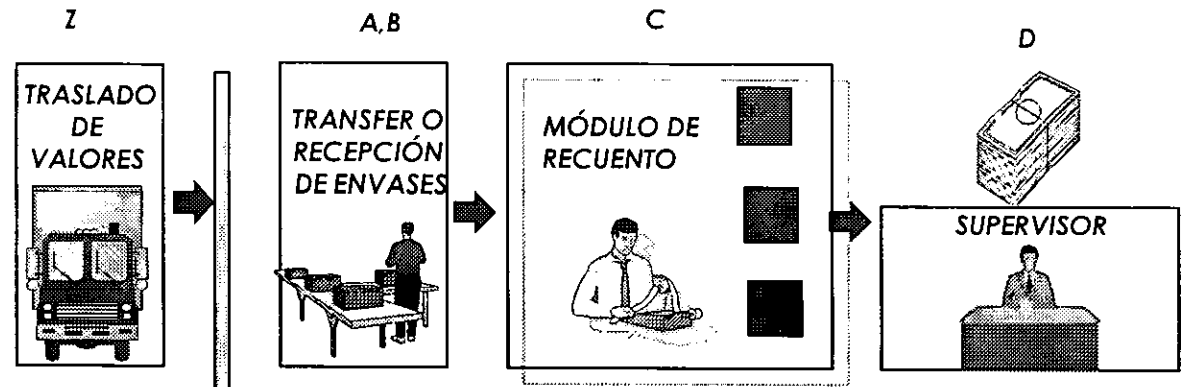 Z
A,B
C
D
TRASLADO
DE
VALORES
TRANSFER O
RECEPCIÓN
DE ENVASES
MÓDULO DE
RECUENTO
SUPERVISOR